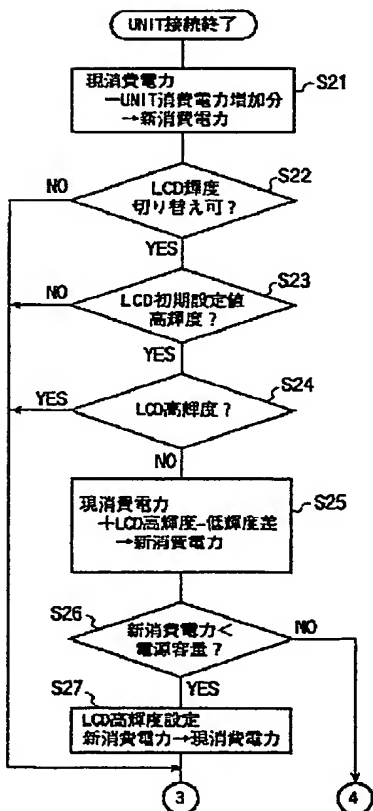 UNIT接続終了
S21
現消費電力
－UNIT消費電力増加分
→新消費電力
S22
NO
LCD輝度
切り替え可？
YES
S23
NO
LCD初期設定値
高輝度？
YES
S24
YES
LCD高輝度？
NO
S25
現消費電力
＋LCD高輝度−低輝度差
→新消費電力
S26
新消費電力＜
電源容量？
NO
YES
S27
LCD高輝度設定
新消費電力→現消費電力
3
4